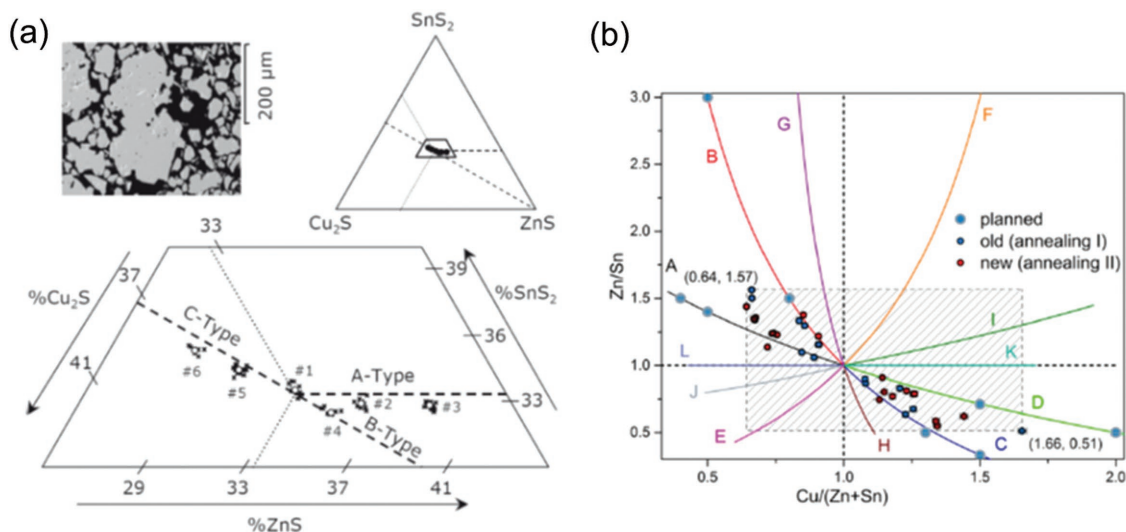 (a)
200 µm
SnS₂
Cu₂S
ZnS
33
37
39
%Cu₂S
%SnS₂
C-Type
36
41
#6
#5
#1
A-Type
#2
#3
33
#4
B-Type
29
33
37
41
%ZnS
(b)
3.0
F
G
B
2.5
planned
old (annealing I)
new (annealing II)
2.0
Zn/Sn
A
(0.64, 1.57)
1.5
I
L
K
1.0
J
D
E
H
C
(1.66, 0.51)
0.5
0.5
1.0
1.5
2.0
Cu/(Zn+Sn)